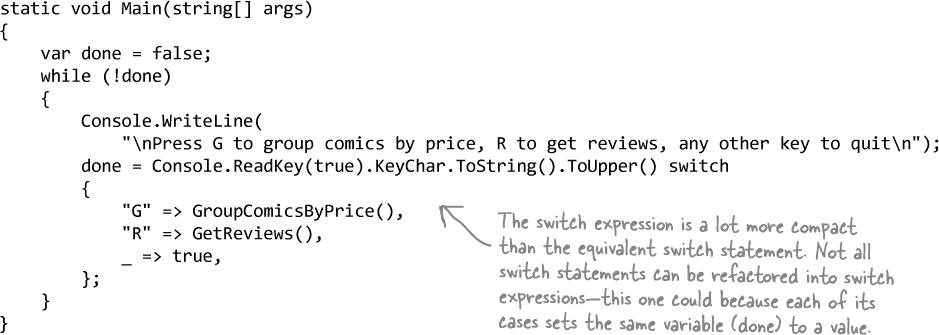 static void Main(string[] args)
{
    var done = false;
    while (!done)
    {
        Console.WriteLine(
            "\nPress G to group comics by price, R to get reviews, any other key to quit\n");
        done = Console.ReadKey(true).KeyChar.ToString().ToUpper() switch
        {
            "G" => GroupComicsByPrice(),
            "R" => GetReviews(),
            _ => true,
        };
    }
}
The switch expression is a lot more compact
than the equivalent switch statement. Not all
switch statements can be refactored into switch
expressions—this one could because each of its
cases sets the same variable (done) to a value.